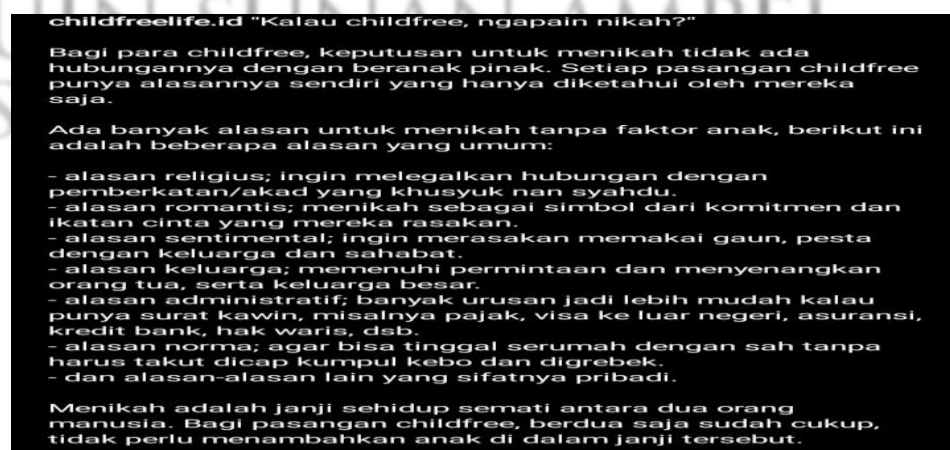 UIN SUNAN AMPEL
childfreelife.id "Kalau childfree, ngapain nikah?"
Bagi para childfree, keputusan untuk menikah tidak ada
hubungannya dengan beranak pinak. Setiap pasangan childfree
punya alasannya sendiri yang hanya diketahui oleh mereka
saja.
Ada banyak alasan untuk menikah tanpa faktor anak, berikut ini
adalah beberapa alasan yang umum:
- alasan religius; ingin melegalkan hubungan dengan
pemberkatan/akad yang khusyuk nan syahdu.
- alasan romantis; menikah sebagai simbol dari komitmen dan
ikatan cinta yang mereka rasakan.
- alasan sentimental; ingin merasakan memakai gaun, pesta
dengan keluarga dan sahabat.
- alasan keluarga; memenuhi permintaan dan menyenangkan
orang tua, serta keluarga besar.
- alasan administratif; banyak urusan jadi lebih mudah kalau
punya surat kawin, misalnya pajak, visa ke luar negeri, asuransi,
kredit bank, hak waris, dsb.
- alasan norma; agar bisa tinggal serumah dengan sah tanpa
harus takut dicap kumpul kebo dan digrebek.
- dan alasan-alasan lain yang sifatnya pribadi.
Menikah adalah janji sehidup semati antara dua orang
manusia. Bagi pasangan childfree, berdua saja sudah cukup,
tidak perlu menambahkan anak di dalam janji tersebut.